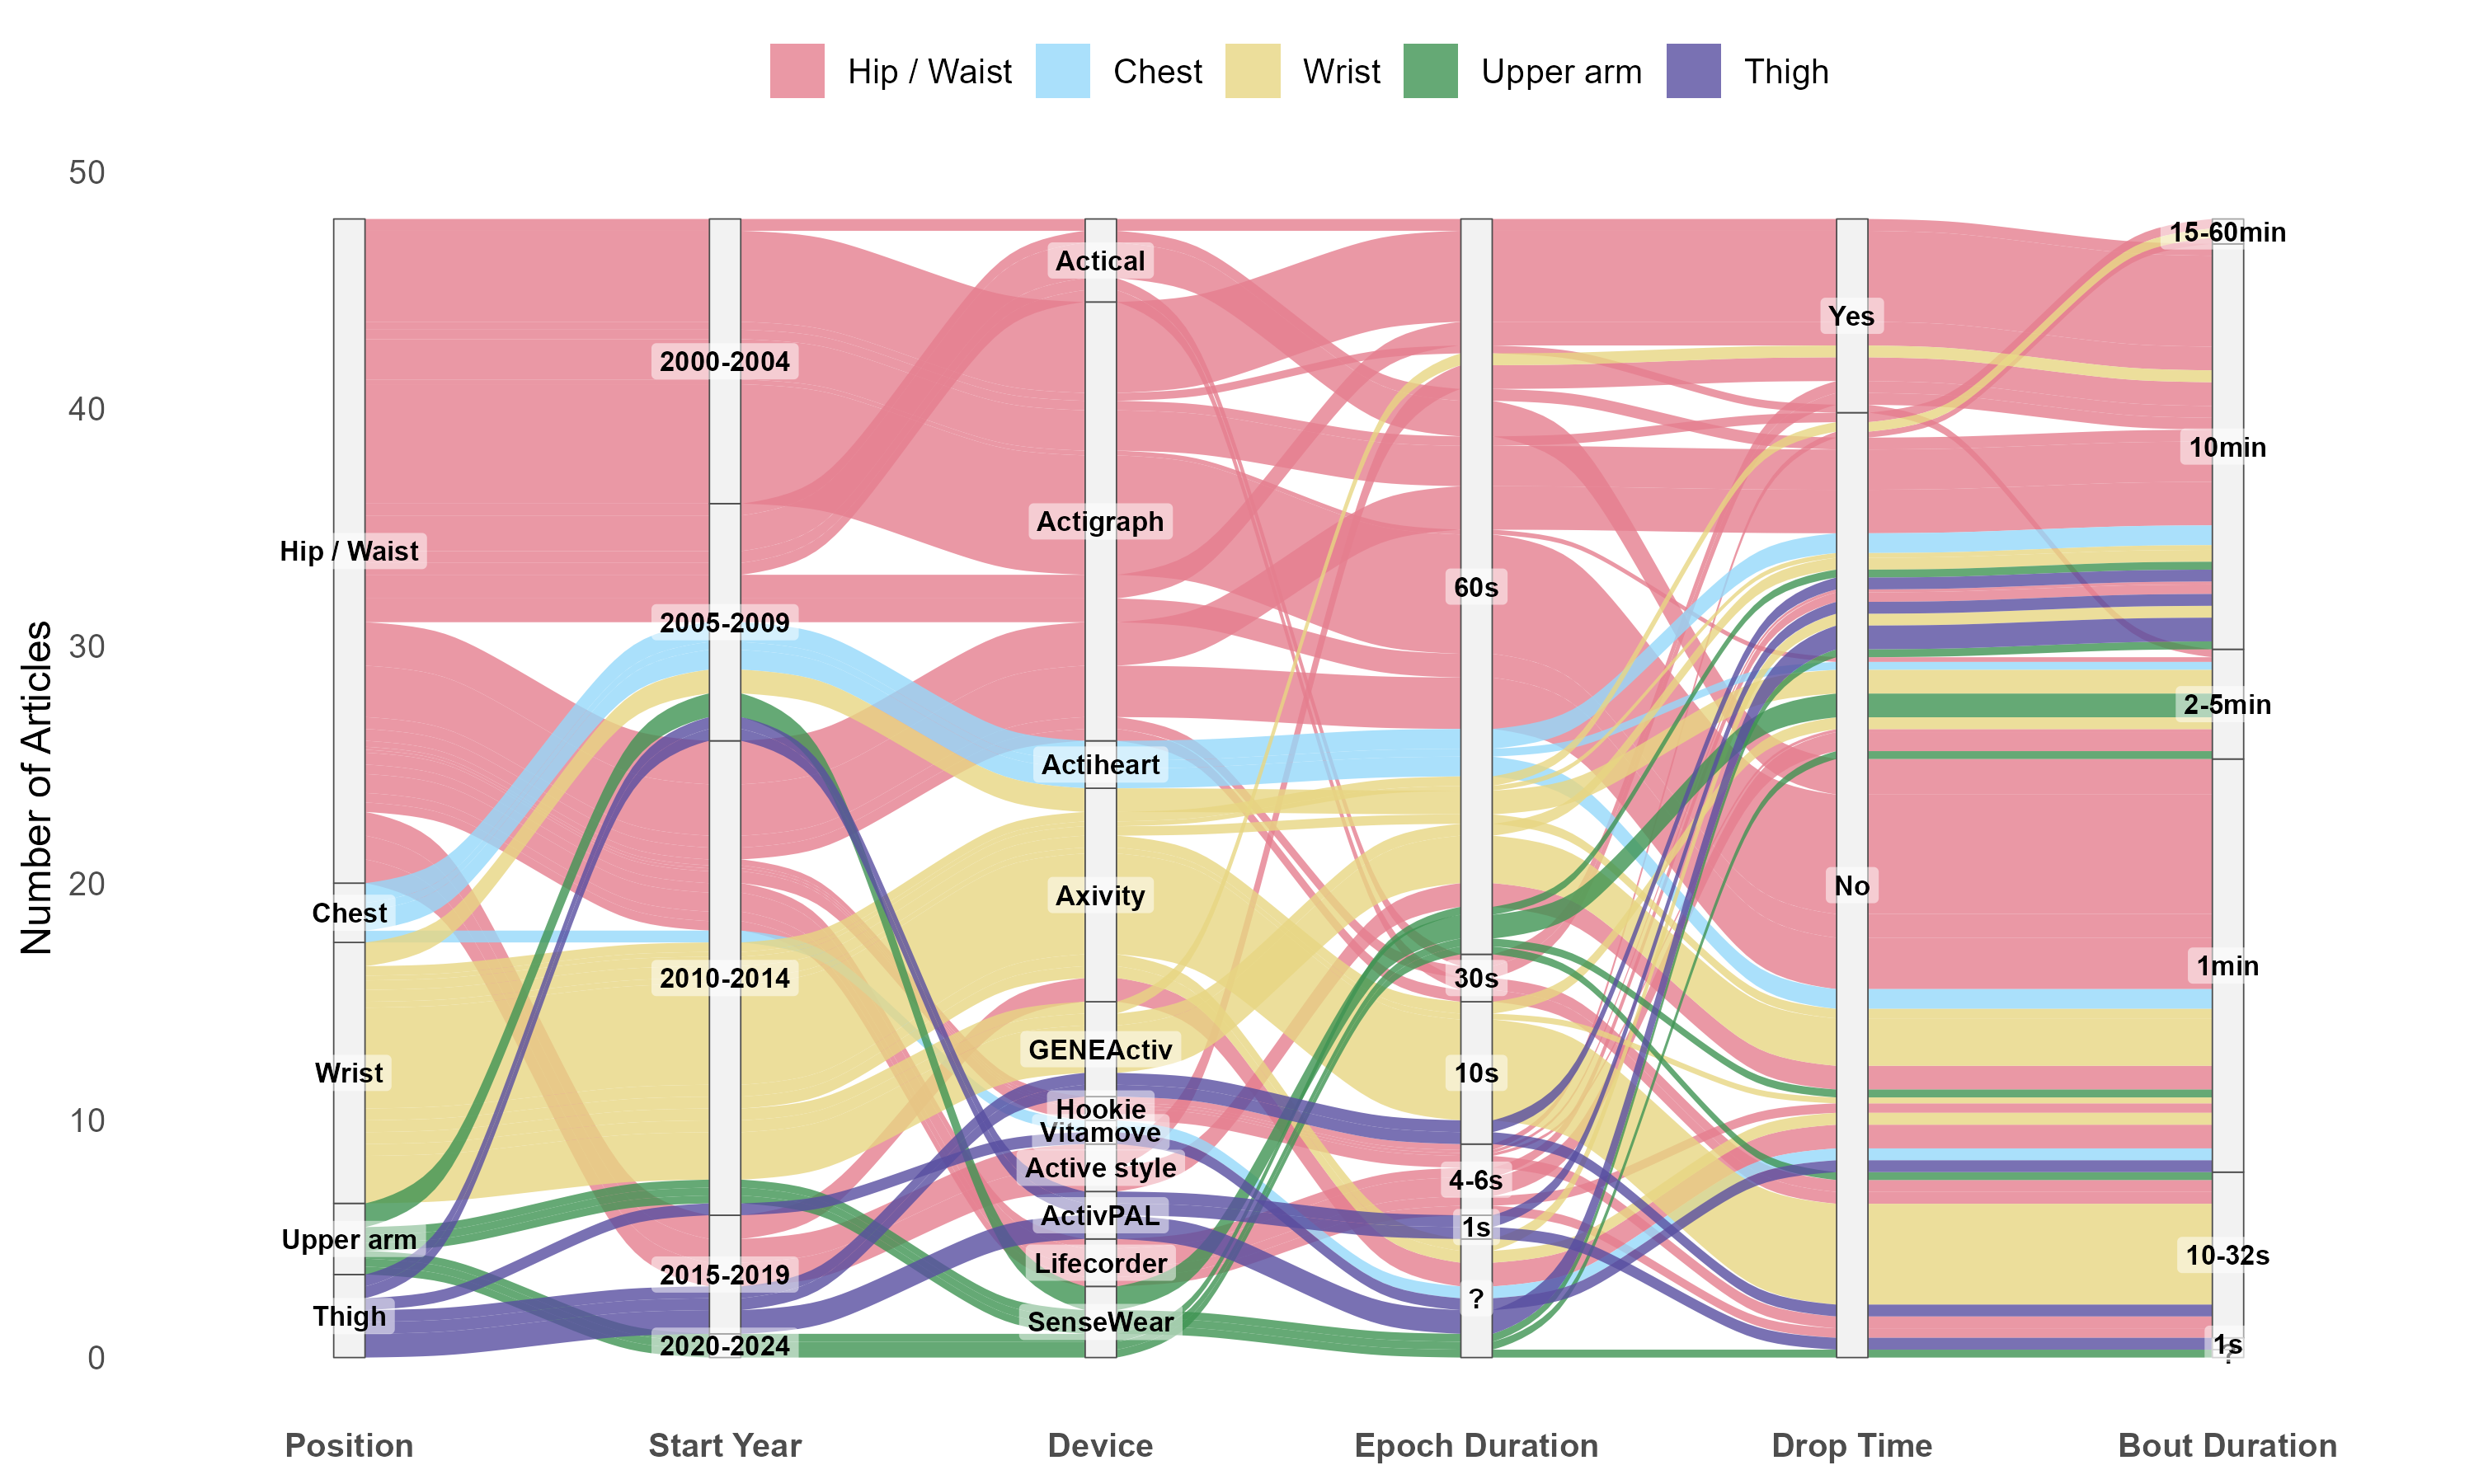 Hip / Waist Chest Wrist Upper arm Thigh
Number of Articles
50
40
30
20
10
0
Hip / Waist
Chest
Wrist
Upper arm
Thigh
2000-2004
2005-2009
2010-2014
2015-2019
2020-2024
Actical
Actigraph
Actiheart
Axivity
GENEActiv
Hookie
Vitamove
Active style
ActivPAL
Lifecorder
SenseWear
60s
30s
10s
4-6s
1s
?
Yes
No
15-60min
10min
2-5min
1min
10-32s
1s
?
Position Start Year Device Epoch Duration Drop Time Bout Duration